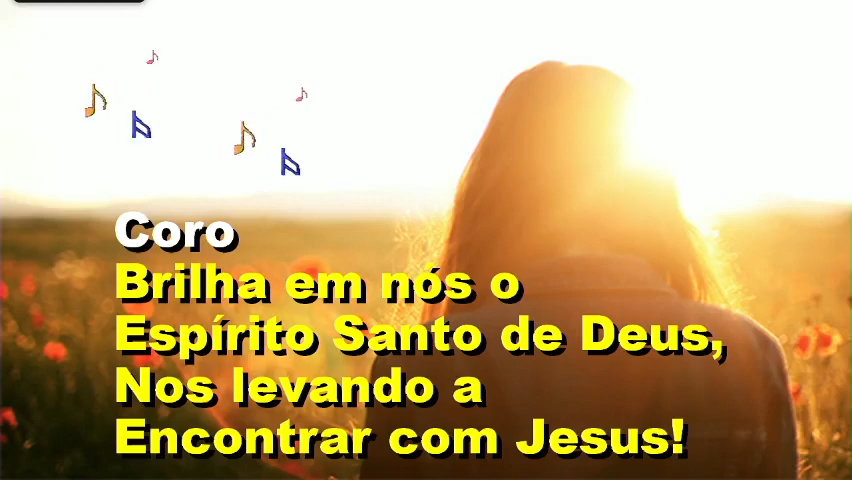 Coro
Brilha em nós o
Espírito Santo de Deus,
Nos levando a
Encontrar com Jesus!